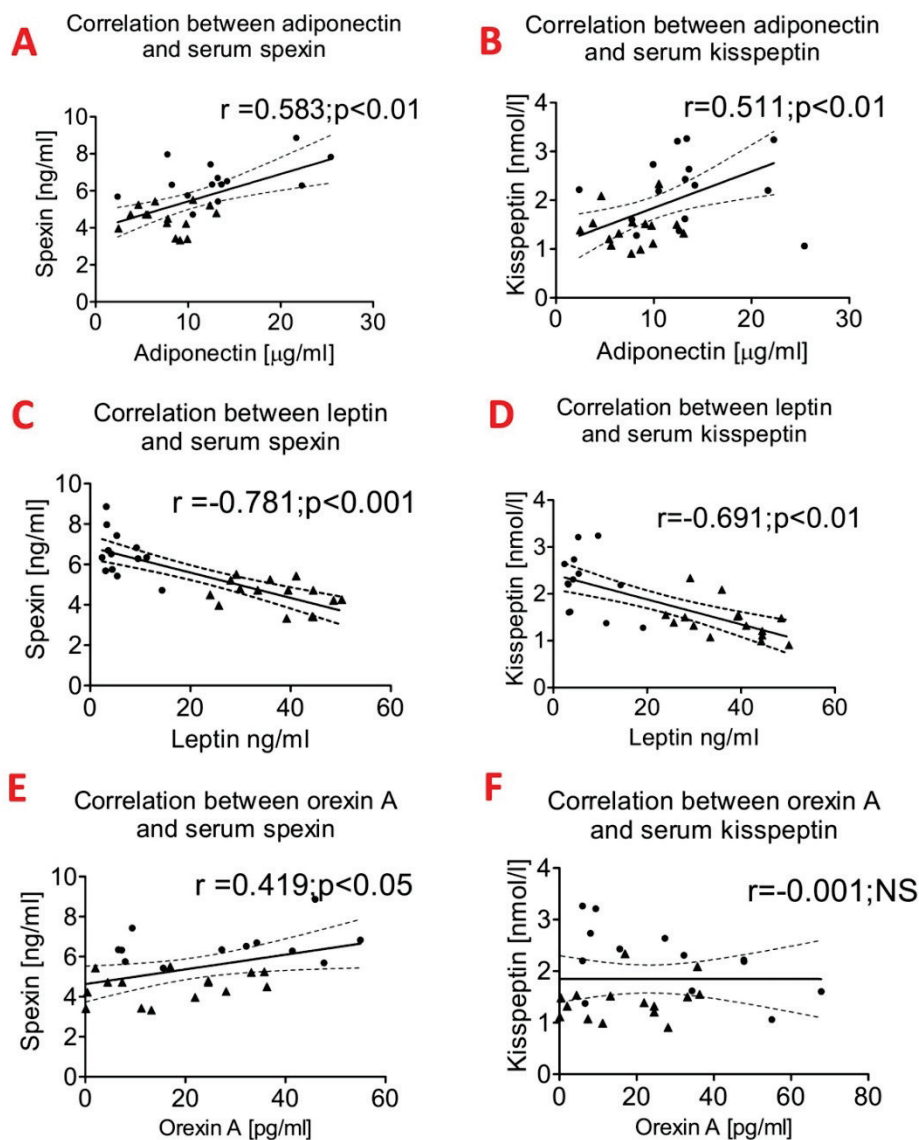 A
Correlation between adiponectin
and serum spexin
r =0.583;p<0.01
Spexin [ng/ml]
10
8
6
4
2
0
0 10 20 30
Adiponectin [μg/ml]
B
Correlation between adiponectin
and serum kisspeptin
r=0.511;p<0.01
Kisspeptin [nmol/l]
4
3
2
1
0
0 10 20 30
Adiponectin [μg/ml]
C
Correlation between leptin
and serum spexin
r =-0.781;p<0.001
Spexin [ng/ml]
10
8
6
4
2
0
0 20 40 60
Leptin ng/ml
D
Correlation between leptin
and serum kisspeptin
r=-0.691;p<0.01
Kisspeptin [nmol/l]
4
3
2
1
0
0 20 40 60
Leptin ng/ml
E
Correlation between orexin A
and serum spexin
r =0.419;p<0.05
Spexin [ng/ml]
10
8
6
4
2
0
0 20 40 60
Orexin A [pg/ml]
F
Correlation between orexin A
and serum kisspeptin
r=-0.001;NS
Kisspeptin [nmol/l]
4
3
2
1
0
0 20 40 60 80
Orexin A [pg/ml]